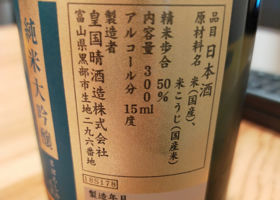 品目 日本酒
原材料名 米(国産)、
米こうじ(国産米)
精米歩合 50%
内容量 300ml
アルコール分 15度
製造者
皇国晴酒造株式会社
富山県黒部市生地二九六番地
185178
製造年月
純米大吟醸